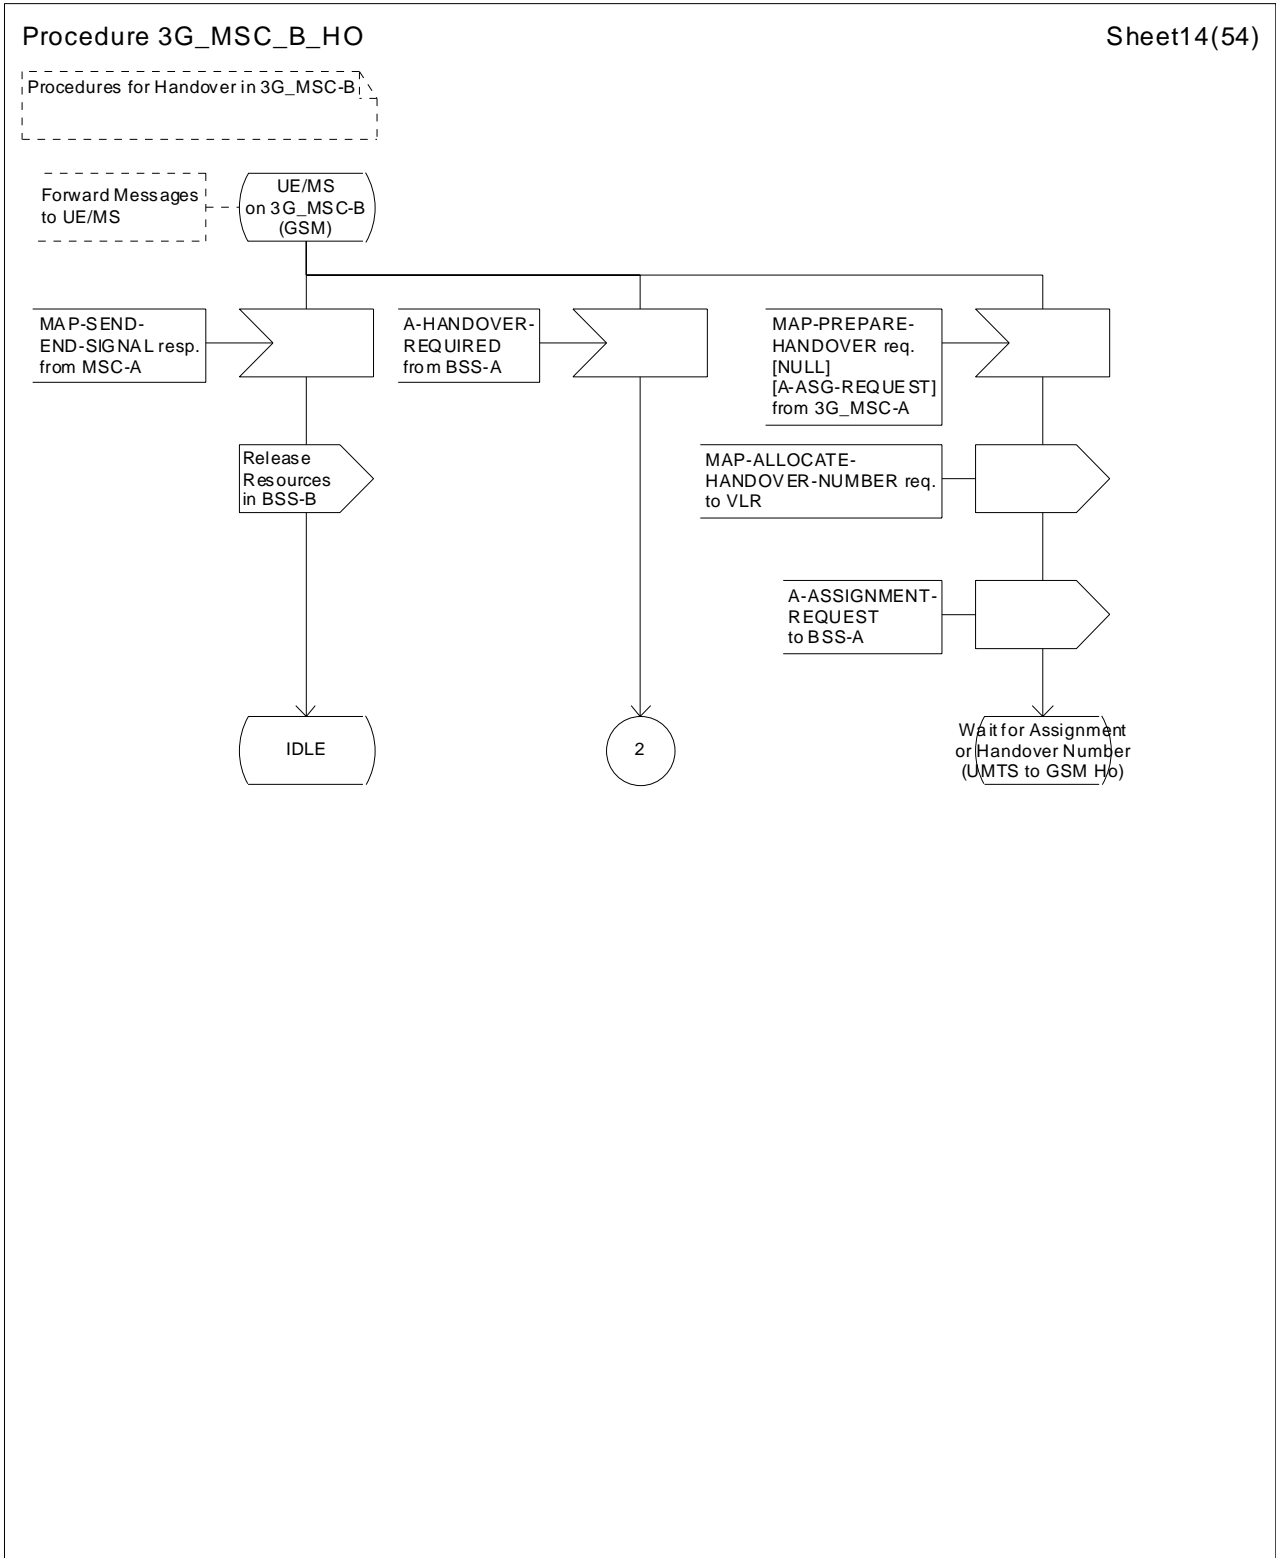 Procedure 3G_MSC_B_HO
Sheet14(54)
Procedures for Handover in 3G_MSC-B
Forward Messages
to UE/MS
UE/MS
on 3G_MSC-B
(GSM)
MAP-SEND-
END-SIGNAL resp.
from MSC-A
A-HANDOVER-
REQUIRED
from BSS-A
MAP-PREPARE-
HANDOVER req.
[NULL]
[A-ASG-REQUEST]
from 3G_MSC-A
Release
Resources
in BSS-B
MAP-ALLOCATE-
HANDOVER-NUMBER req.
to VLR
A-ASSIGNMENT-
REQUEST
to BSS-A
IDLE
2
Wait for Assignment
or Handover Number
(UMTS to GSM Ho)